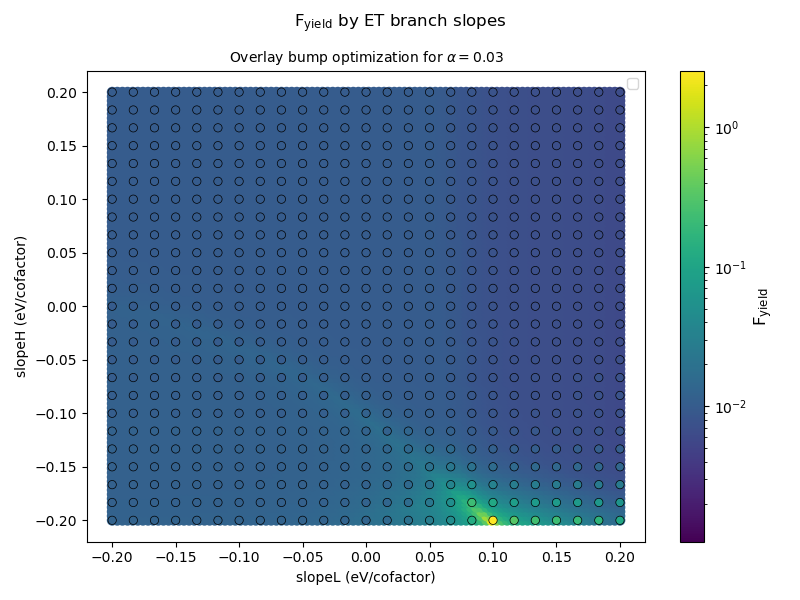 F_yield by ET branch slopes
Overlay bump optimization for α = 0.03
slopeH (eV/cofactor)
0.20
0.15
0.10
0.05
0.00
−0.05
−0.10
−0.15
−0.20
−0.20 −0.15 −0.10 −0.05 0.00 0.05 0.10 0.15 0.20
slopeL (eV/cofactor)
10^0
10^−1
10^−2
F_yield